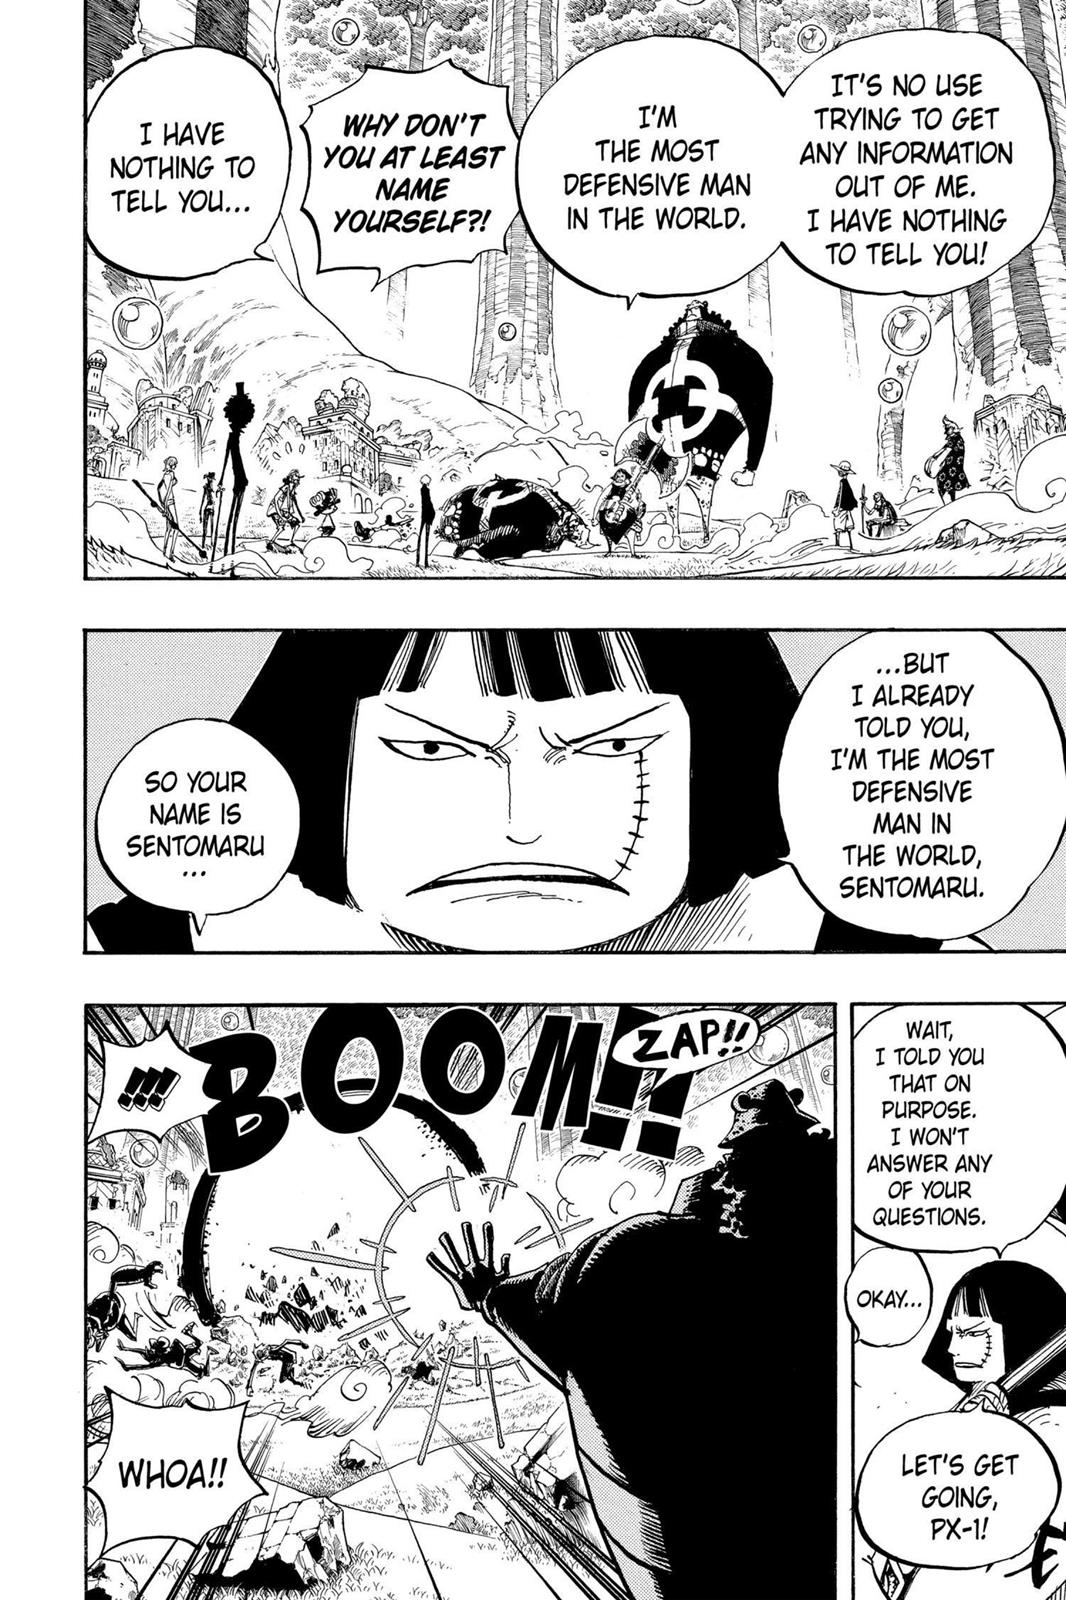 IT'S NO USE
TRYING TO GET
ANY INFORMATION
OUT OF ME.
I HAVE NOTHING
TO TELL YOU!
I'M
THE MOST
DEFENSIVE MAN
IN THE WORLD.
WHY DON'T
YOU AT LEAST
NAME
YOURSELF?!
I HAVE
NOTHING TO
TELL YOU...
...BUT
I ALREADY
TOLD YOU,
I'M THE MOST
DEFENSIVE
MAN IN
THE WORLD,
SENTOMARU.
SO YOUR
NAME IS
SENTOMARU
...
WAIT,
I TOLD YOU
THAT ON
PURPOSE.
I WON'T
ANSWER ANY
OF YOUR
QUESTIONS.
OKAY...
LET'S GET
GOING,
PX-1!
ZAP!!
BOOM!!
!!!!
WHOA!!